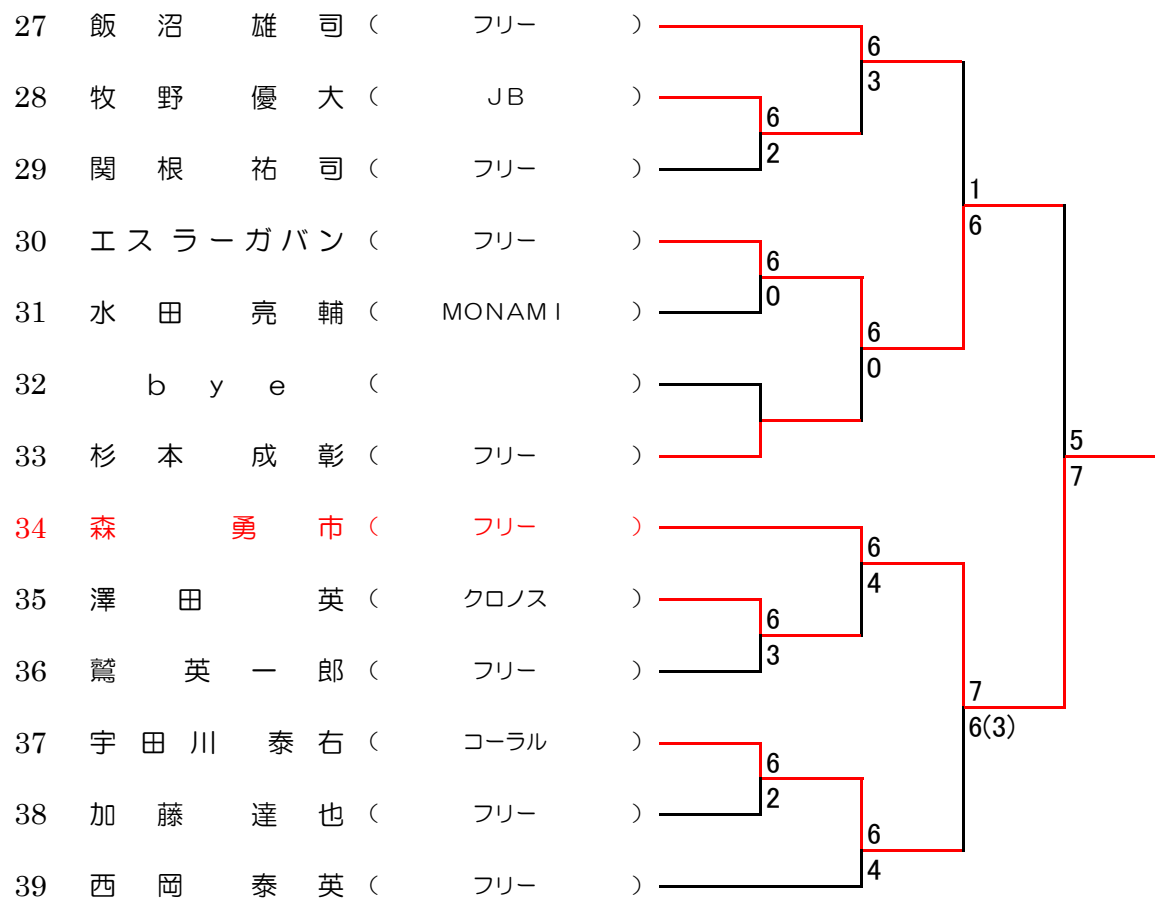 27 飯沼 雄司 ( フリー )
6
3
28 牧野 優大 ( JB )
6
2
29 関根 祐司 ( フリー )
1
6
30 エスラーガバン ( フリー )
6
0
31 水田 亮輔 ( MONAMI )
6
0
32 bye ( )
33 杉本 成彰 ( フリー )
5
7
34 森 勇市 ( フリー )
6
4
35 澤田 英 ( クロノス )
6
3
36 鷲 英一郎 ( フリー )
7
6(3)
37 宇田川 泰右 ( コーラル )
6
2
38 加藤 達也 ( フリー )
6
4
39 西岡 泰英 ( フリー )